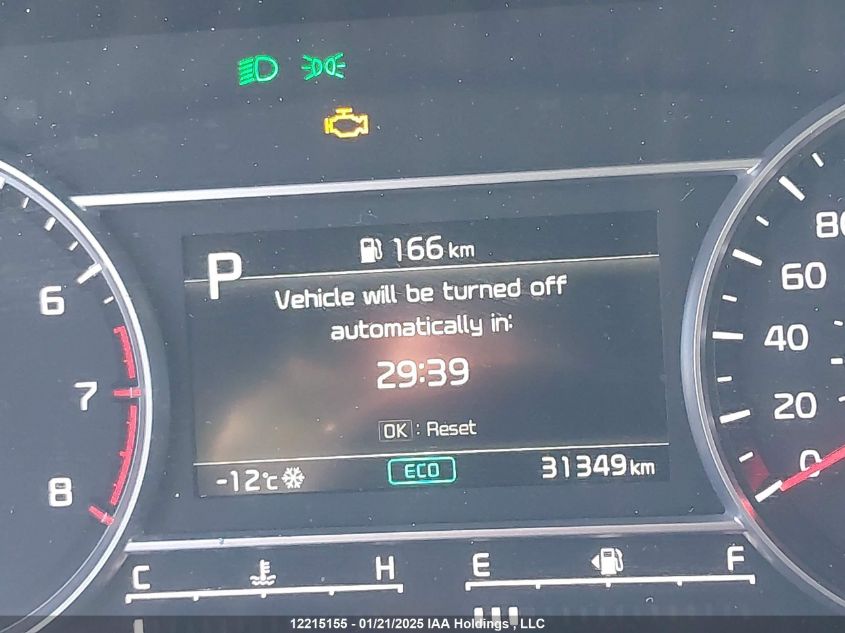 P
166 km
Vehicle will be turned off
automatically in:
29:39
OK : Reset
-12°C
ECO
31349 km
6
7
8
80
60
40
20
0
C H
E F
12215155 - 01/21/2025 IAA Holdings , LLC